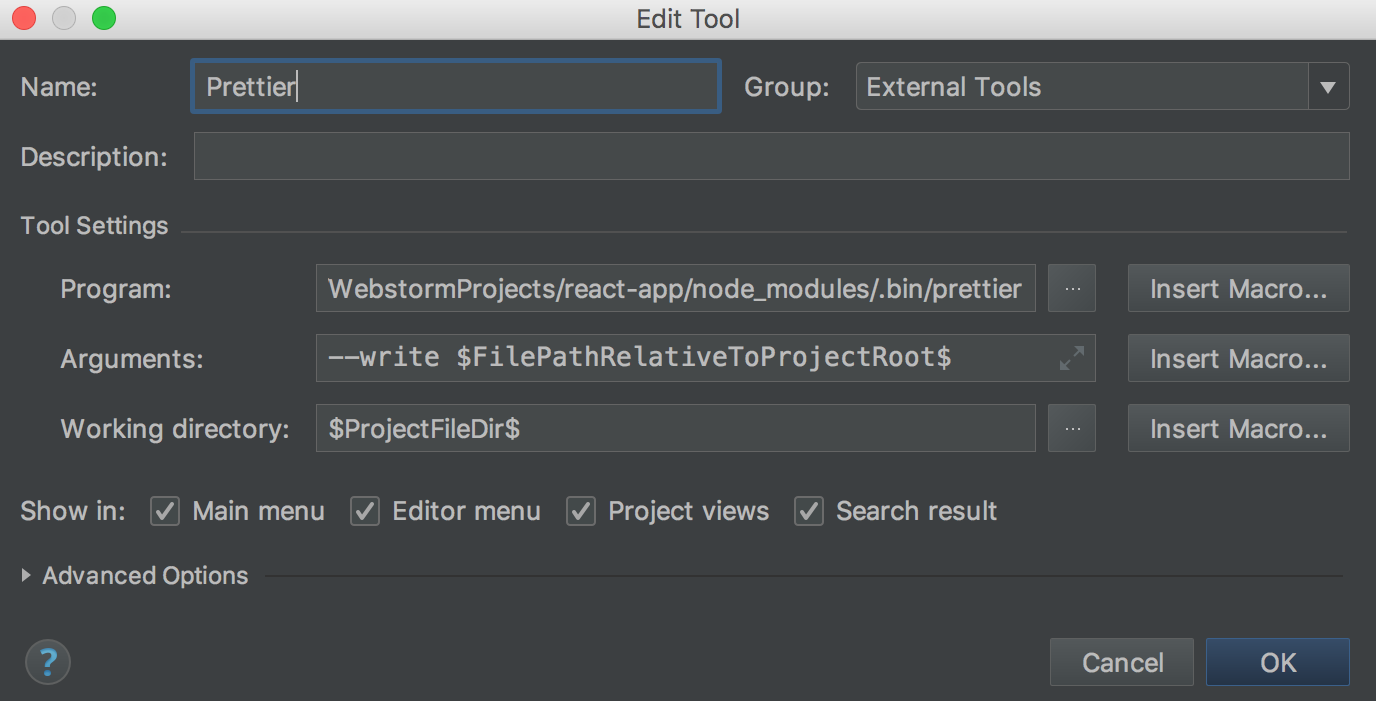 Edit Tool
Name: Prettier Group: External Tools
Description:
Tool Settings
Program: WebstormProjects/react-app/node_modules/.bin/prettier ... Insert Macro...
Arguments: --write $FilePathRelativeToProjectRoot$ Insert Macro...
Working directory: $ProjectFileDir$ ... Insert Macro...
Show in: Main menu Editor menu Project views Search result
Advanced Options
? Cancel OK